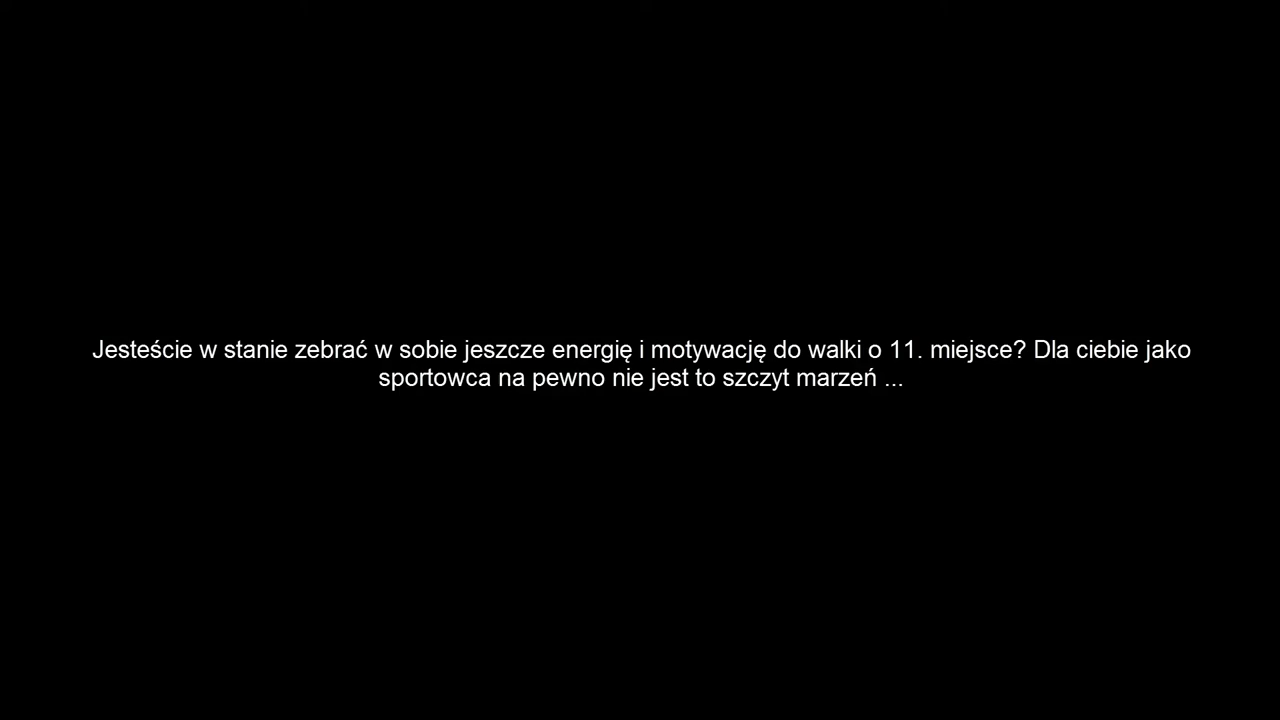 Jesteście w stanie zebrać w sobie jeszcze energię i motywację do walki o 11. miejsce? Dla ciebie jako
sportowca na pewno nie jest to szczyt marzeń ...